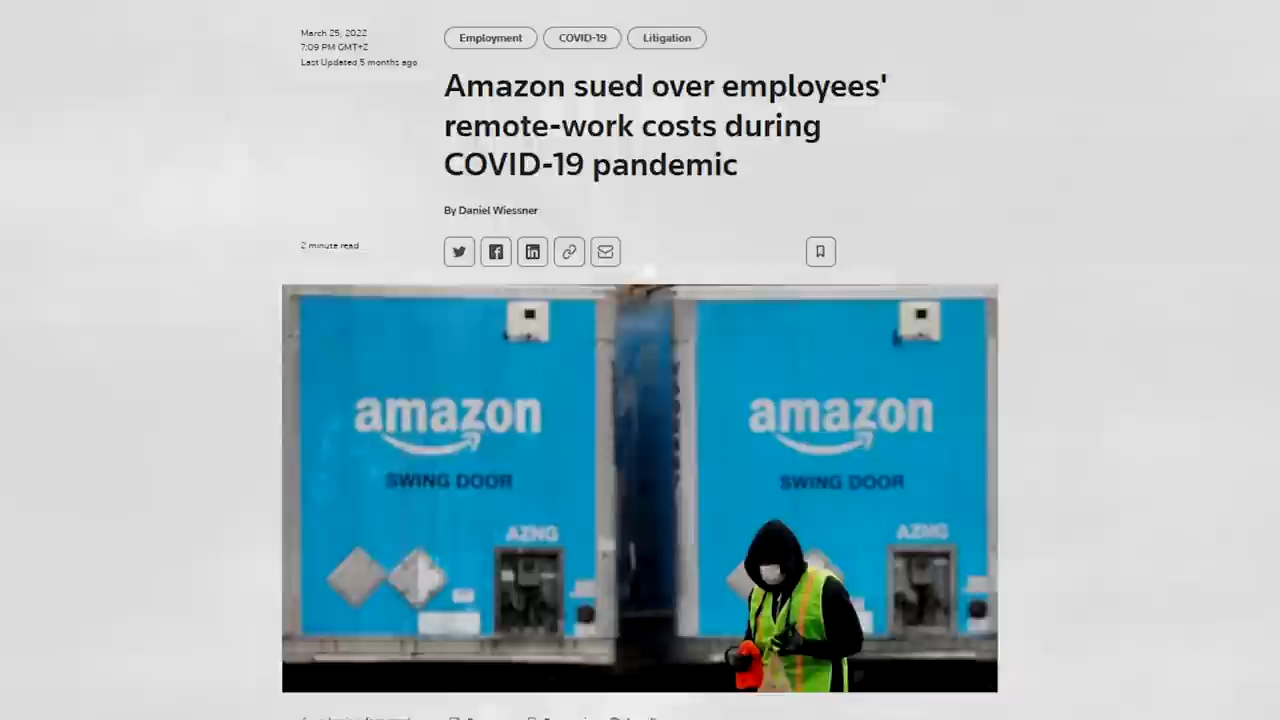 March 25, 2022
7:09 PM GMT+2
Last Updated 5 months ago
Employment COVID-19 Litigation
Amazon sued over employees'
remote-work costs during
COVID-19 pandemic
By Daniel Wiessner
2 minute read
amazon
SWING DOOR
AZNG
amazon
SWING DOOR
AZNG